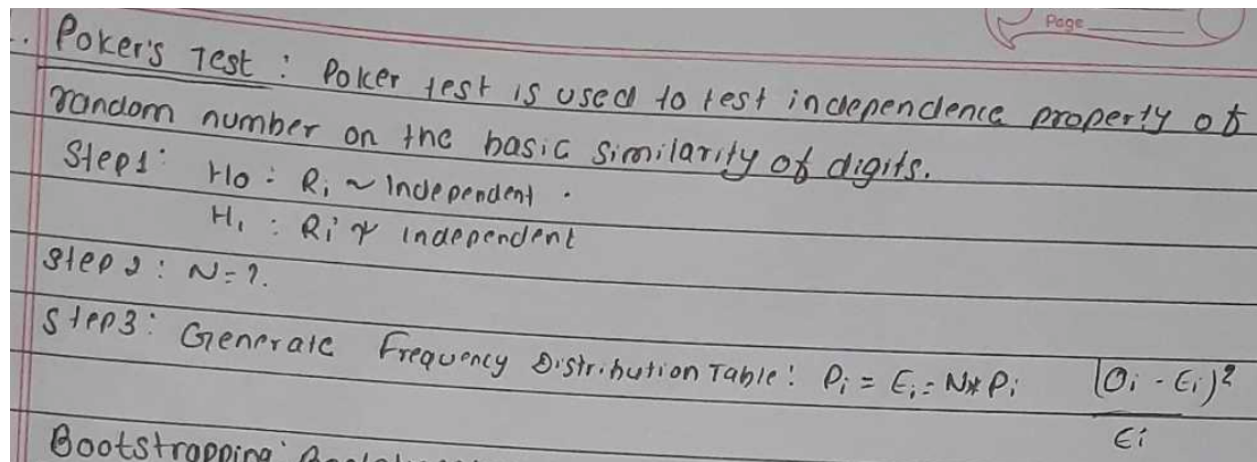 Page
Poker's Test : Poker test is used to test independence property of
random number on the basic similarity of digits.
Step1: H0 : Ri ~ Independent .
H1 : Ri ≁ independent
Step 2 : N = ?.
Step3 : Generate Frequency Distribution Table : Pi = Ei = N*Pi (Oi - Ei)²
Ei
Bootstrapping :